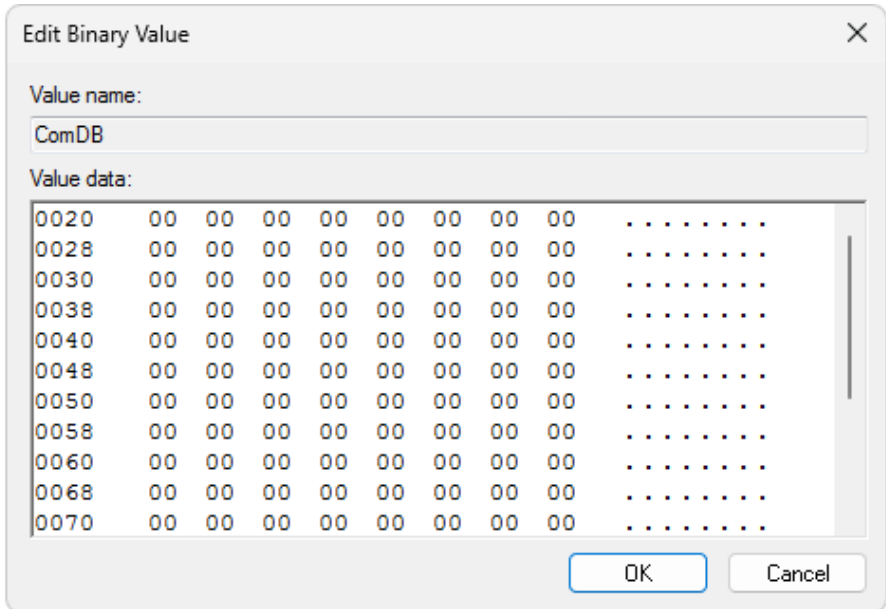 Edit Binary Value
Value name:
ComDB
Value data:
0020 00 00 00 00 00 00 00 00 ........
0028 00 00 00 00 00 00 00 00 ........
0030 00 00 00 00 00 00 00 00 ........
0038 00 00 00 00 00 00 00 00 ........
0040 00 00 00 00 00 00 00 00 ........
0048 00 00 00 00 00 00 00 00 ........
0050 00 00 00 00 00 00 00 00 ........
0058 00 00 00 00 00 00 00 00 ........
0060 00 00 00 00 00 00 00 00 ........
0068 00 00 00 00 00 00 00 00 ........
0070 00 00 00 00 00 00 00 00 ........
OK Cancel